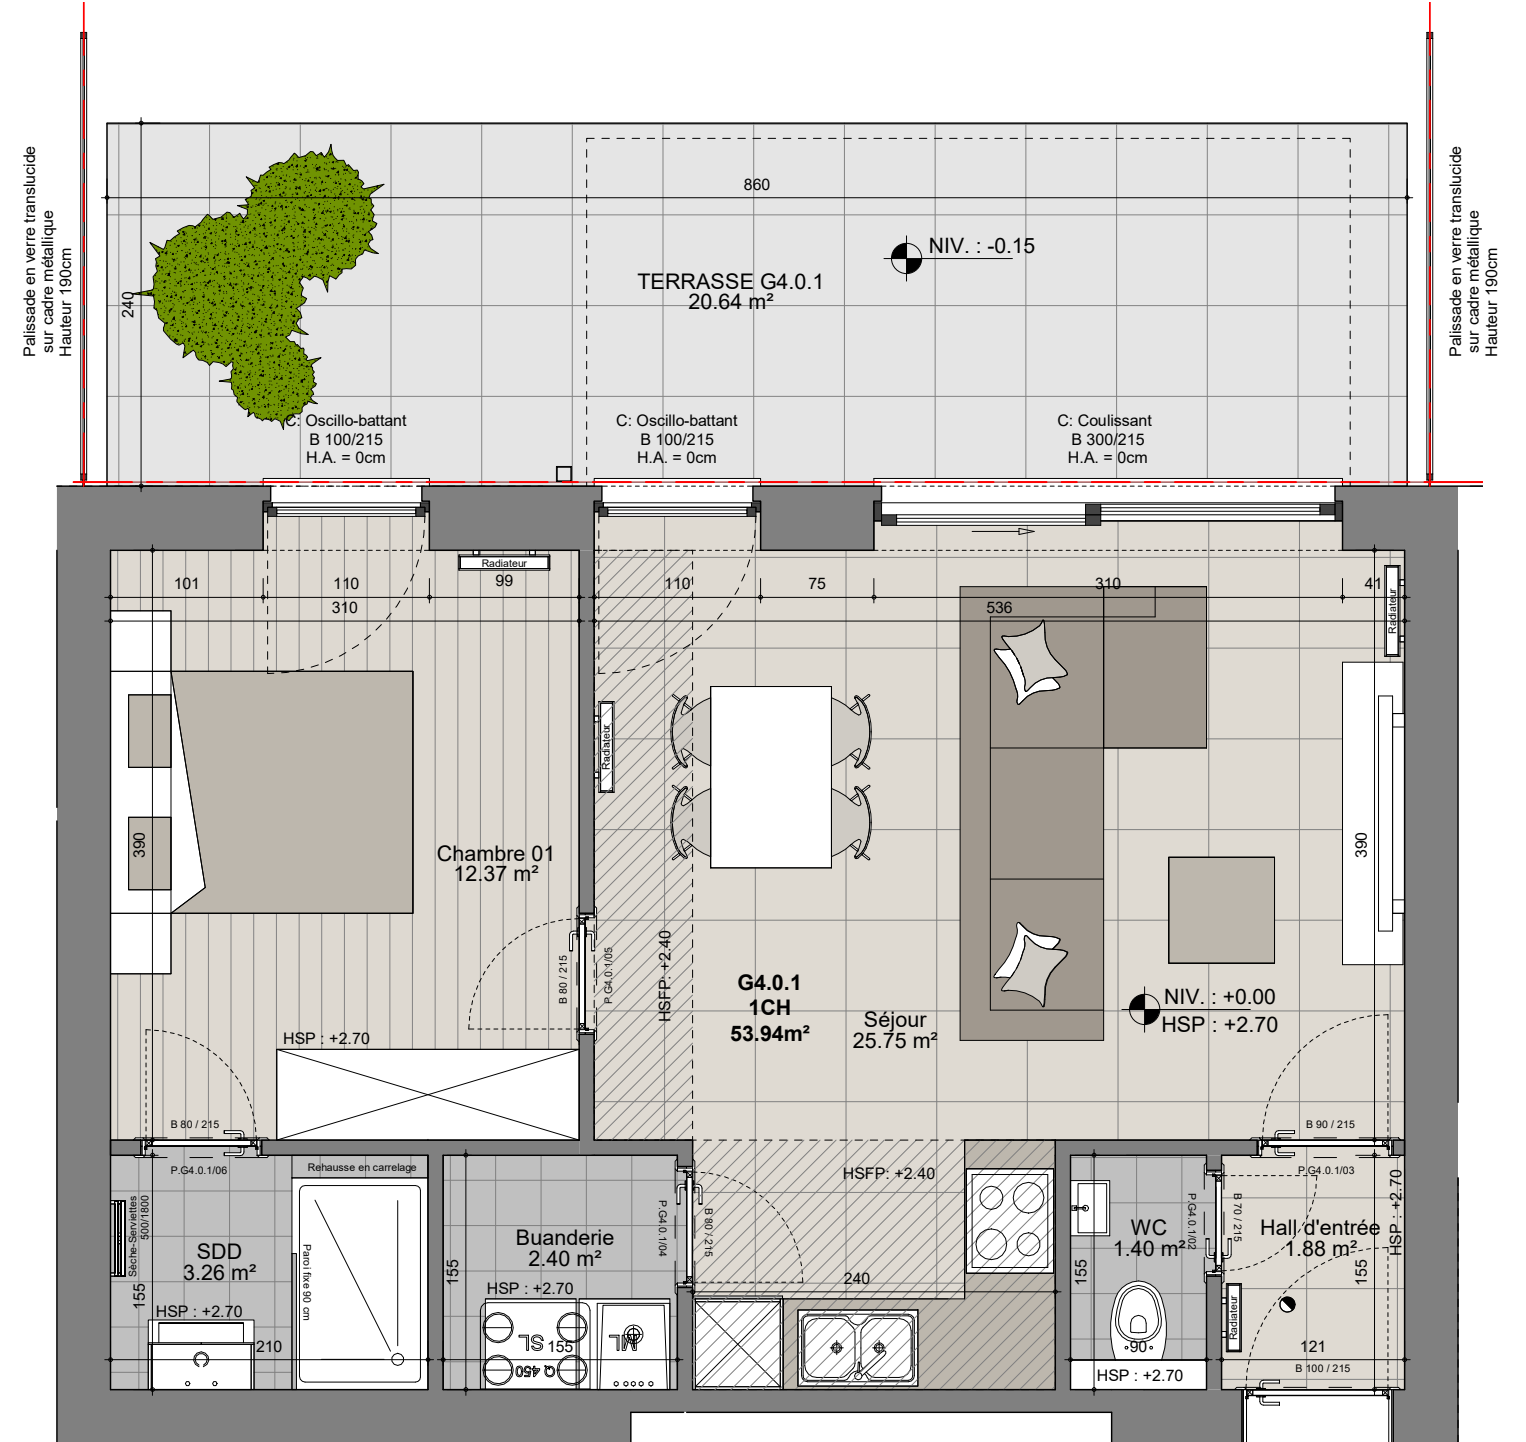 Palissade en verre translucide
sur cadre métallique
Hauteur 190cm
860
240
NIV. : -0.15
TERRASSE G4.0.1
20.64 m²
Palissade en verre translucide
sur cadre métallique
Hauteur 190cm
C: Oscillo-battant
B 100/215
H.A. = 0cm
C: Oscillo-battant
B 100/215
H.A. = 0cm
C: Coulissant
B 300/215
H.A. = 0cm
Radiateur
101
110
99
310
110
75
310
41
536
Radiateur
Radiateur
390
390
Chambre 01
12.37 m²
B 80 / 215
P.G4.0.1/05
HSFP: +2.40
G4.0.1
1CH
53.94m²
Séjour
25.75 m²
NIV. : +0.00
HSP : +2.70
HSP : +2.70
B 80 / 215
P.G4.0.1/06
Rehausse en carrelage
Sèche-Serviettes
500/1800
SDD
3.26 m²
Paroi fixe 90 cm
155
HSP : +2.70
210
Buanderie
2.40 m²
155
HSP : +2.70
SL
155
ML
Q 450
P.G4.0.1/04
B 80 / 215
HSFP: +2.40
240
WC
1.40 m²
155
90
HSP : +2.70
P.G4.0.1/02
B 70 / 215
B 90 / 215
P.G4.0.1/03
HSP : +2.70
Hall d'entrée
1.88 m²
155
Radiateur
121
B 100 / 215